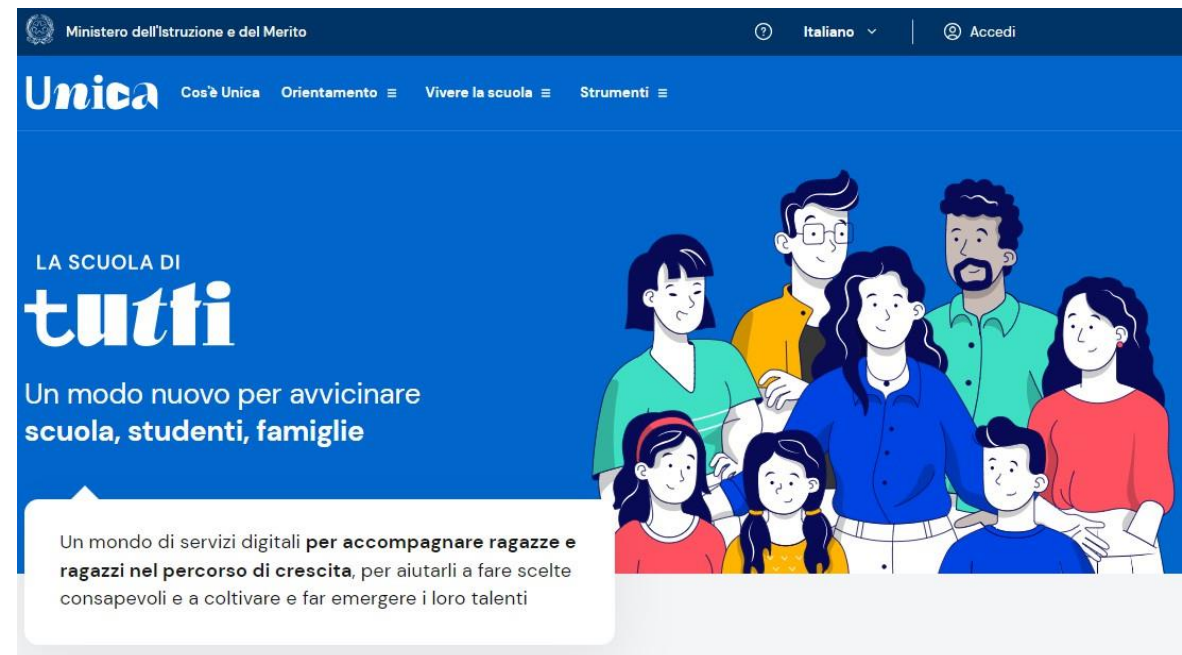 Ministero dell'Istruzione e del Merito
Italiano
Accedi
Unica
Cos'è Unica
Orientamento
Vivere la scuola
Strumenti
LA SCUOLA DI
tutti
Un modo nuovo per avvicinare
scuola, studenti, famiglie
Un mondo di servizi digitali per accompagnare ragazze e
ragazzi nel percorso di crescita, per aiutarli a fare scelte
consapevoli e a coltivare e far emergere i loro talenti